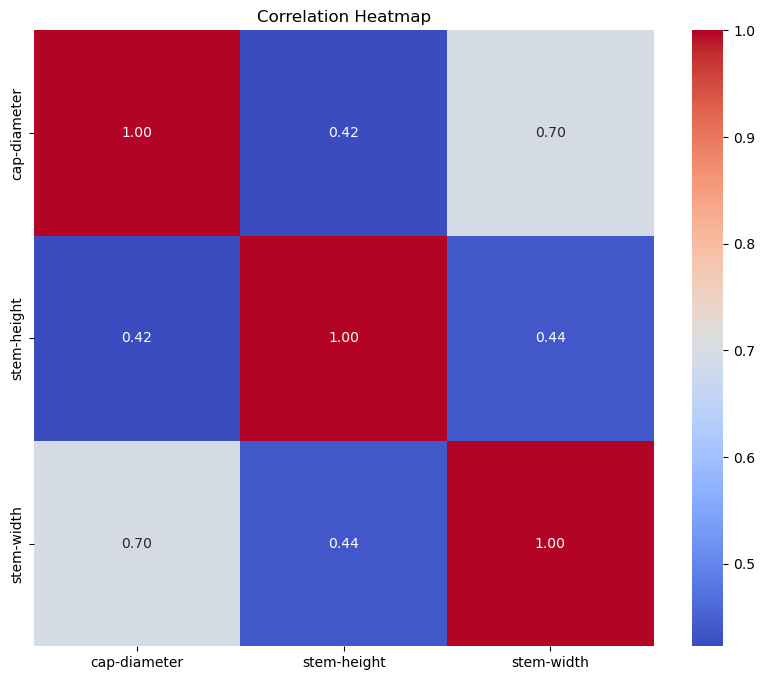 Correlation Heatmap
cap-diameter
1.00
0.42
0.70
stem-height
0.42
1.00
0.44
stem-width
0.70
0.44
1.00
cap-diameter
stem-height
stem-width
1.0
0.9
0.8
0.7
0.6
0.5